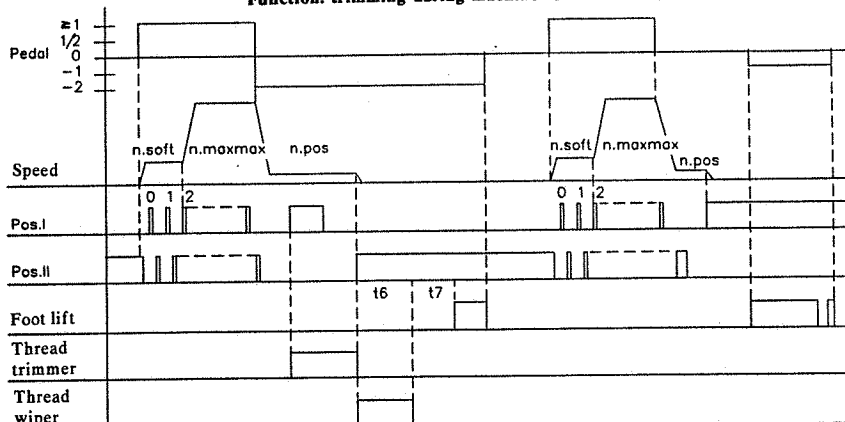 Function: trimming during machine
≥1
1/2
Pedal 0
−1
−2
n.soft n.maxmax n.pos n.soft n.maxmax n.pos
Speed
0 1 2 0 1 2
Pos.I
Pos.II
t6 t7
Foot lift
Thread
trimmer
Thread
wiper